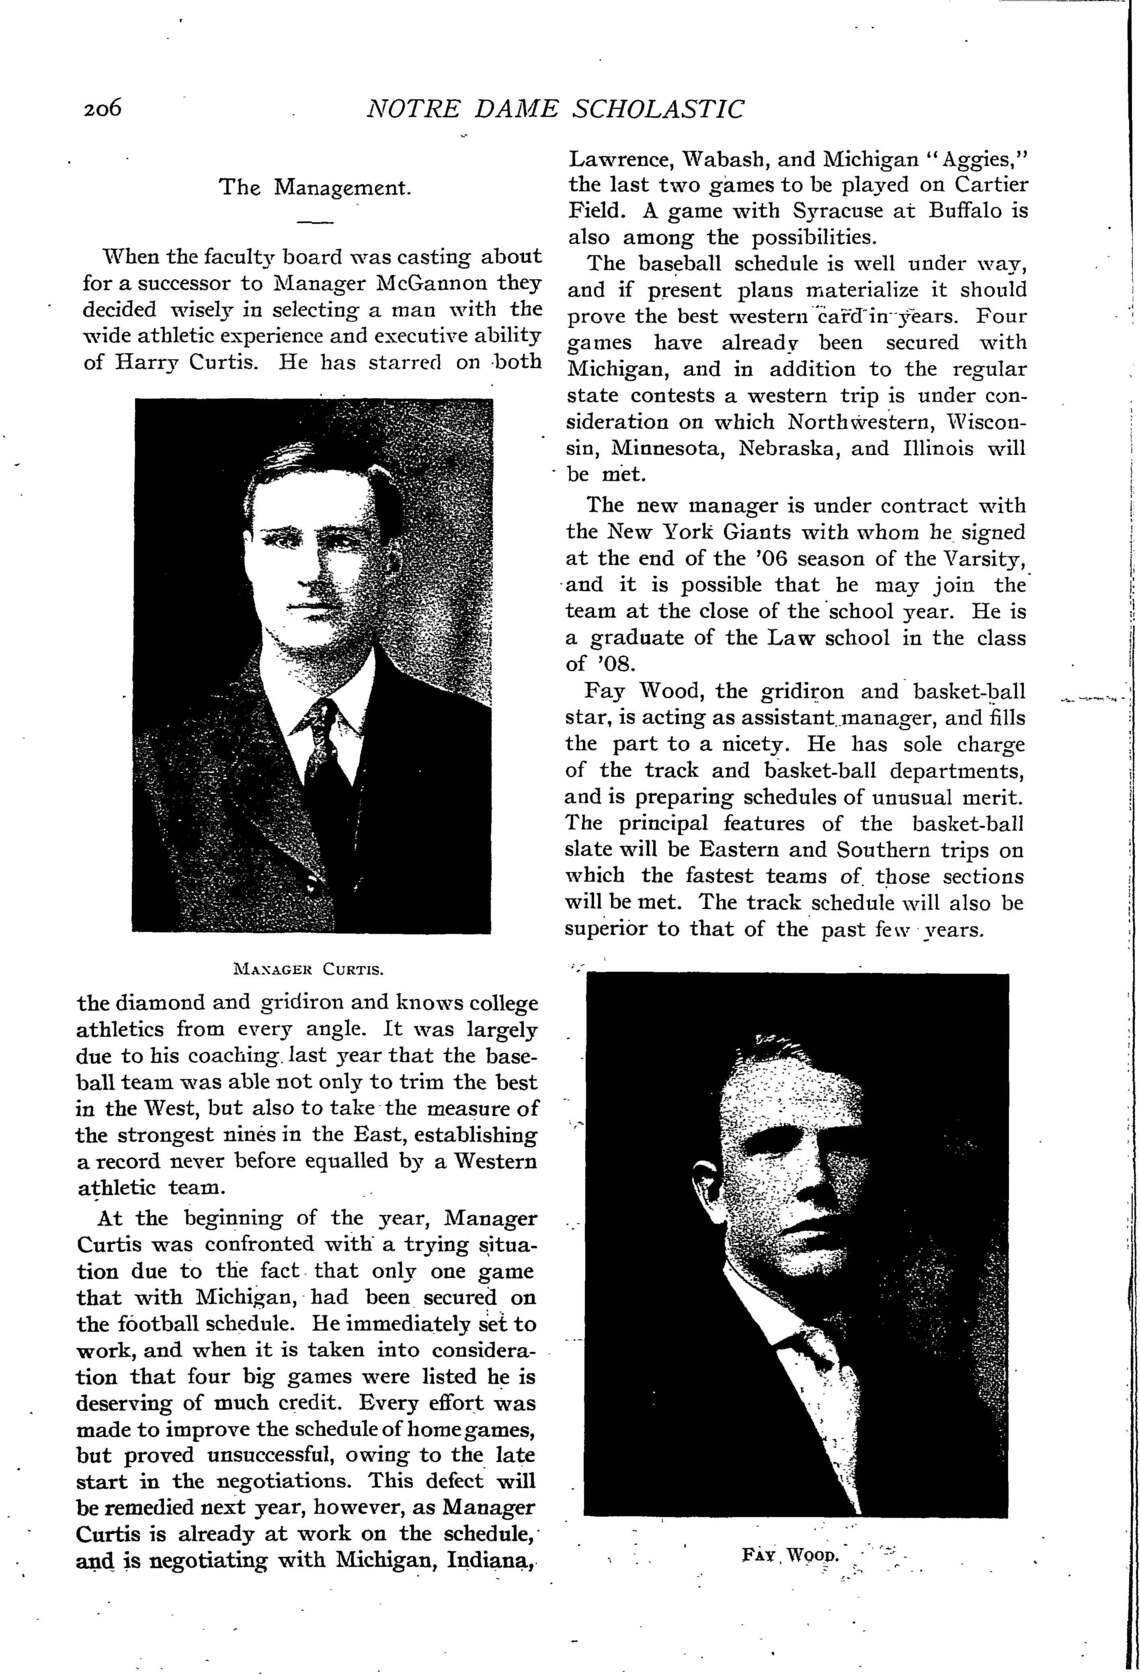 206
NOTRE DAME SCHOLASTIC
The Management.
When the faculty board was casting about
for a successor to Manager McGannon they
decided wisely in selecting a man with the
wide athletic experience and executive ability
of Harry Curtis. He has starred on both
MANAGER CURTIS.
the diamond and gridiron and knows college
athletics from every angle. It was largely
due to his coaching last year that the base-
ball team was able not only to trim the best
in the West, but also to take the measure of
the strongest nines in the East, establishing
a record never before equalled by a Western
athletic team.
At the beginning of the year, Manager
Curtis was confronted with a trying situa-
tion due to the fact that only one game
that with Michigan, had been secured on
the football schedule. He immediately set to
work, and when it is taken into considera-
tion that four big games were listed he is
deserving of much credit. Every effort was
made to improve the schedule of home games,
but proved unsuccessful, owing to the late
start in the negotiations. This defect will
be remedied next year, however, as Manager
Curtis is already at work on the schedule,
and is negotiating with Michigan, Indiana,
Lawrence, Wabash, and Michigan "Aggies,"
the last two games to be played on Cartier
Field. A game with Syracuse at Buffalo is
also among the possibilities.
The baseball schedule is well under way,
and if present plans materialize it should
prove the best western card in years. Four
games have already been secured with
Michigan, and in addition to the regular
state contests a western trip is under con-
sideration on which Northwestern, Wiscon-
sin, Minnesota, Nebraska, and Illinois will
be met.
The new manager is under contract with
the New York Giants with whom he signed
at the end of the '06 season of the Varsity,
and it is possible that he may join the
team at the close of the school year. He is
a graduate of the Law school in the class
of '08.
Fay Wood, the gridiron and basket-ball
star, is acting as assistant manager, and fills
the part to a nicety. He has sole charge
of the track and basket-ball departments,
and is preparing schedules of unusual merit.
The principal features of the basket-ball
slate will be Eastern and Southern trips on
which the fastest teams of those sections
will be met. The track schedule will also be
superior to that of the past few years.
FAY WOOD.